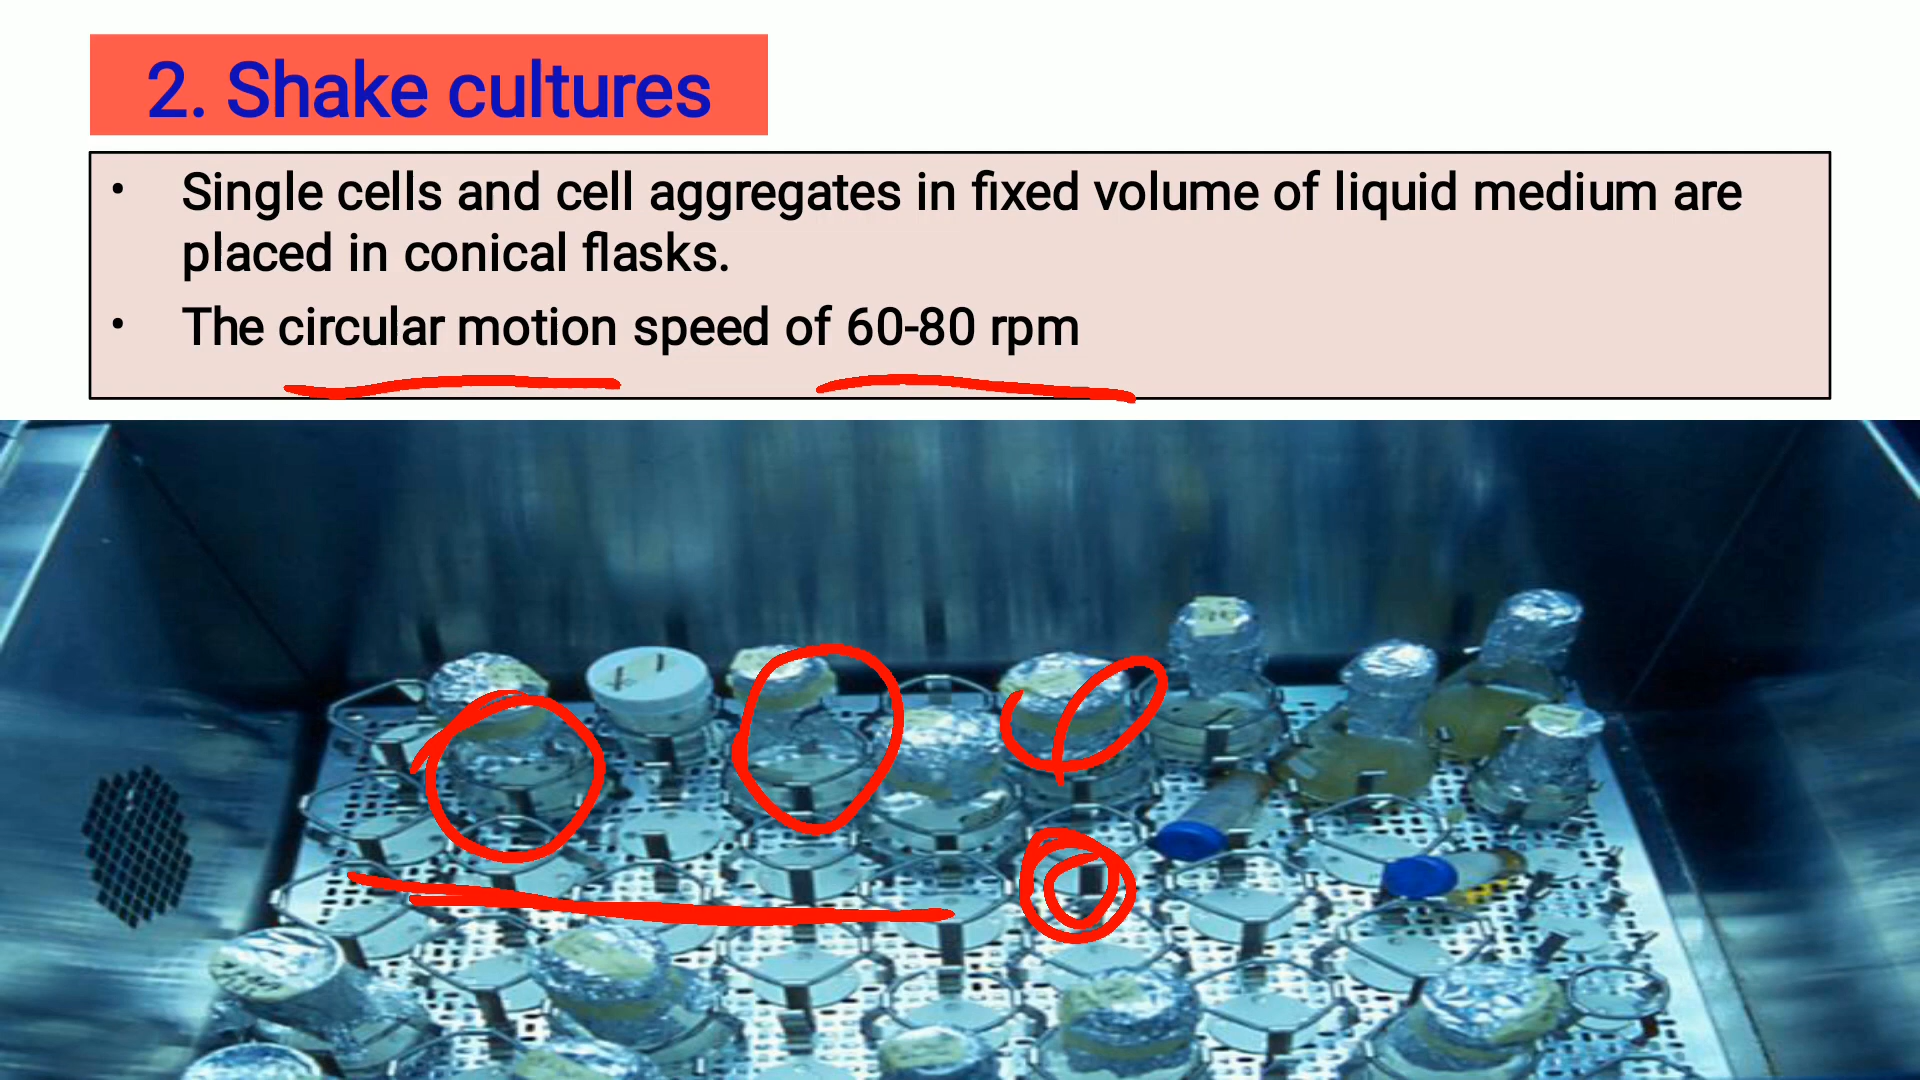 2. Shake cultures
• Single cells and cell aggregates in fixed volume of liquid medium are
placed in conical flasks.
• The circular motion speed of 60-80 rpm